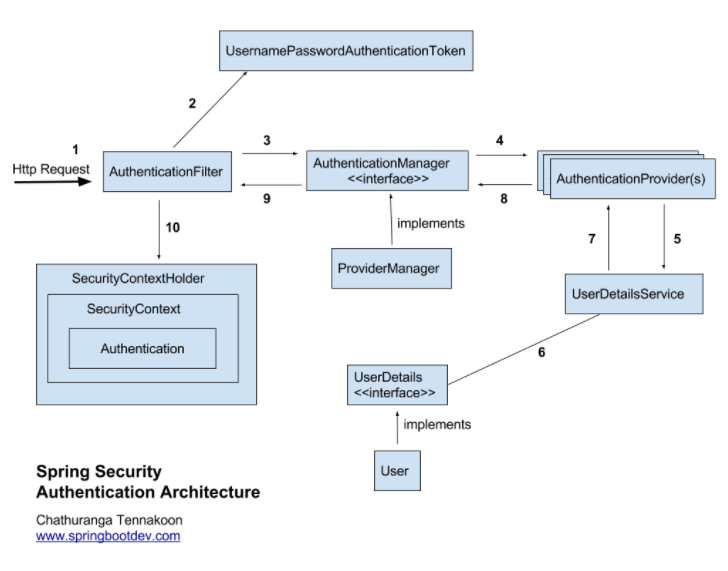 UsernamePasswordAuthenticationToken
2
1
Http Request
AuthenticationFilter
3
9
AuthenticationManager
<<interface>>
4
8
AuthenticationProvider(s)
10
implements
7
5
ProviderManager
SecurityContextHolder
SecurityContext
Authentication
UserDetailsService
6
UserDetails
<<interface>>
implements
User
Spring Security
Authentication Architecture
Chathuranga Tennakoon
www.springbootdev.com